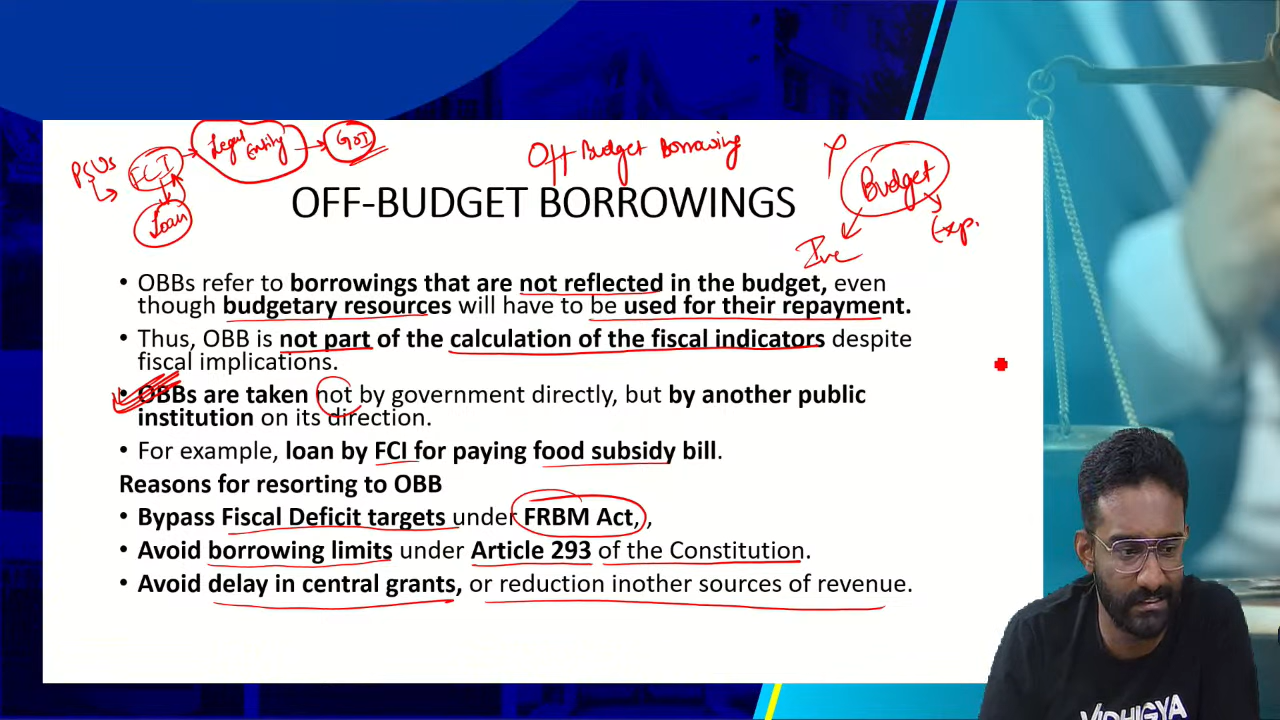 PSUs
FCI
Legal Entity
GoI
Loan
Off Budget Borrowing
Budget
Exp.
OFF-BUDGET BORROWINGS
• OBBs refer to borrowings that are not reflected in the budget, even
though budgetary resources will have to be used for their repayment.
• Thus, OBB is not part of the calculation of the fiscal indicators despite
fiscal implications.
• OBBs are taken not by government directly, but by another public
institution on its direction.
• For example, loan by FCI for paying food subsidy bill.
Reasons for resorting to OBB
• Bypass Fiscal Deficit targets under FRBM Act, ,
• Avoid borrowing limits under Article 293 of the Constitution.
• Avoid delay in central grants, or reduction inother sources of revenue.
VIDHIGYA